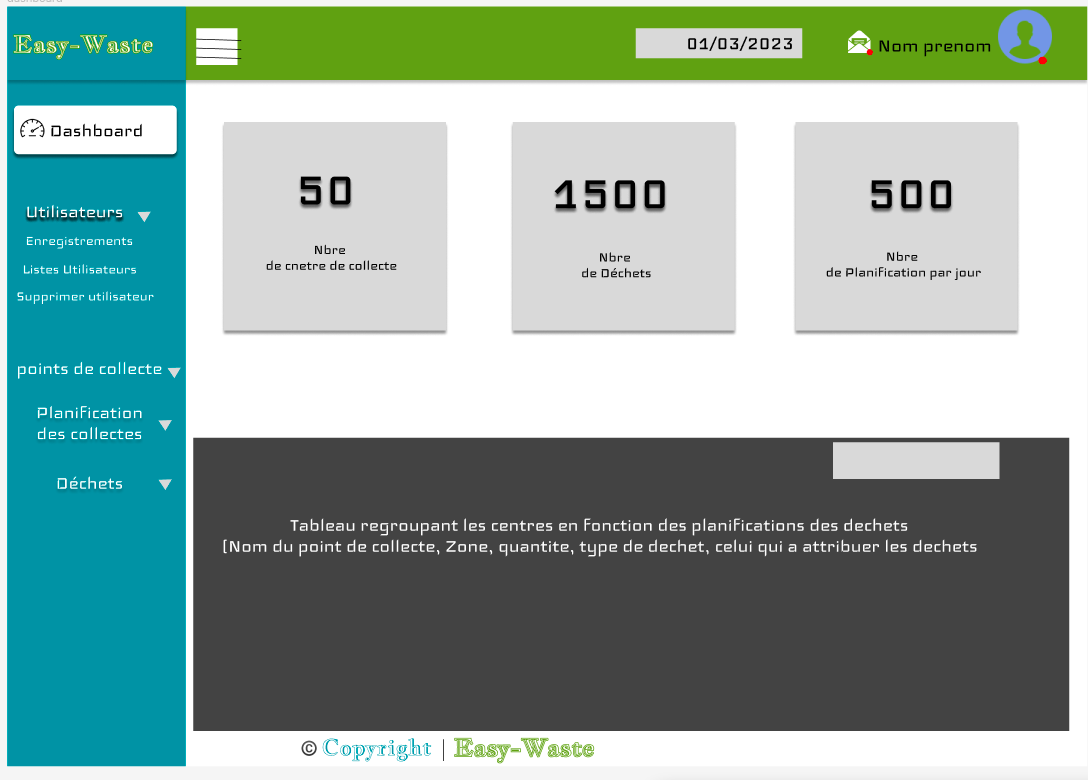 dashboard
Easy-Waste
01/03/2023
Nom prenom
Dashboard
Utilisateurs
Enregistrements
Listes Utilisateurs
Supprimer utilisateur
points de collecte
Planification
des collectes
Déchets
50
Nbre
de cnetre de collecte
1500
Nbre
de Déchets
500
Nbre
de Planification par jour
Tableau regroupant les centres en fonction des planifications des dechets
(Nom du point de collecte, Zone, quantite, type de dechet, celui qui a attribuer les dechets
© Copyright | Easy-Waste